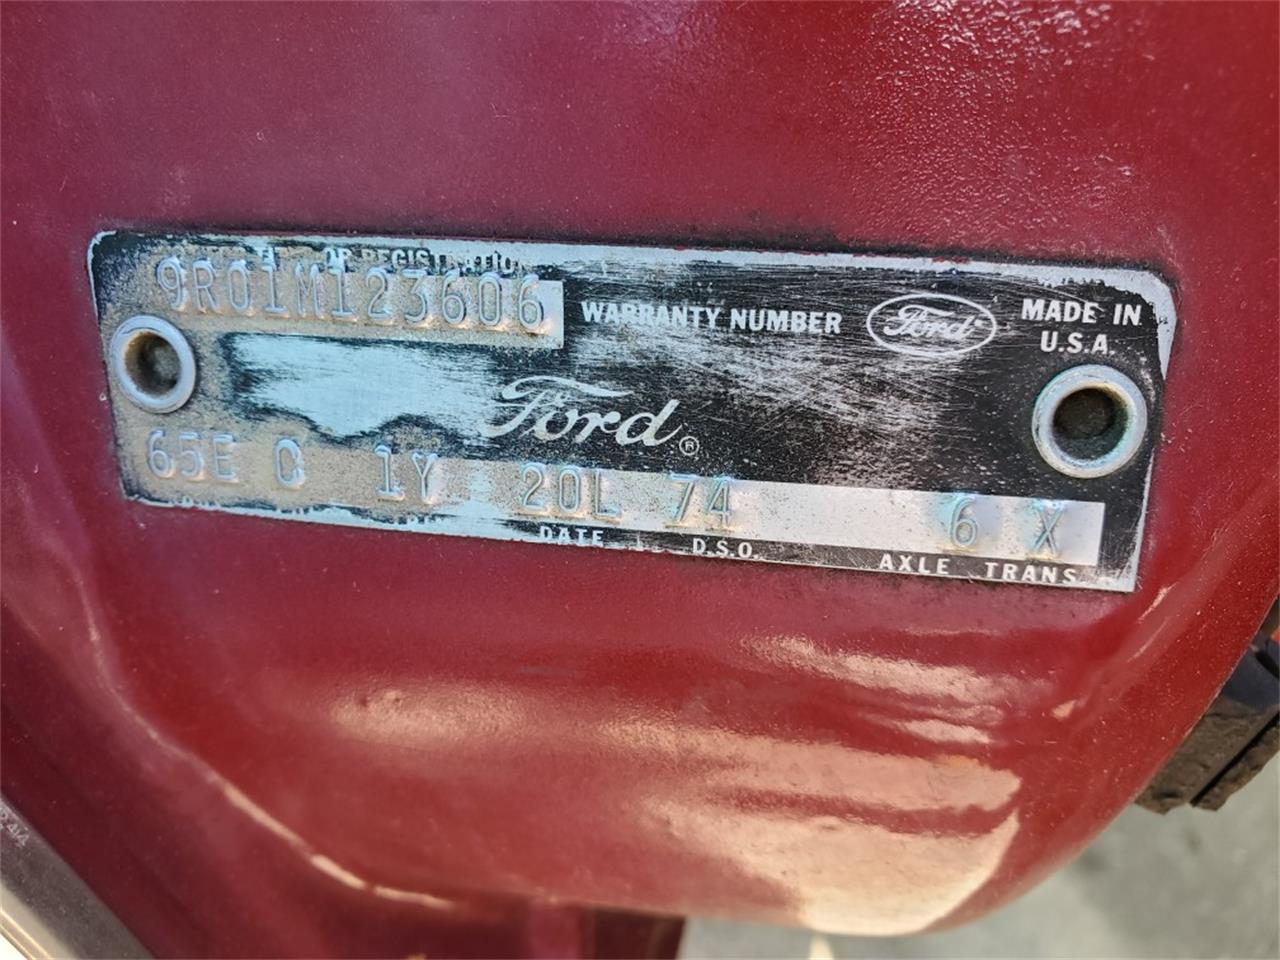 OR REGISTRATION
9R01M123606
WARRANTY NUMBER
Ford
MADE IN
U.S.A.
Ford®
65E C 1Y 20L 74 6 X
DATE D.S.O. AXLE TRANS